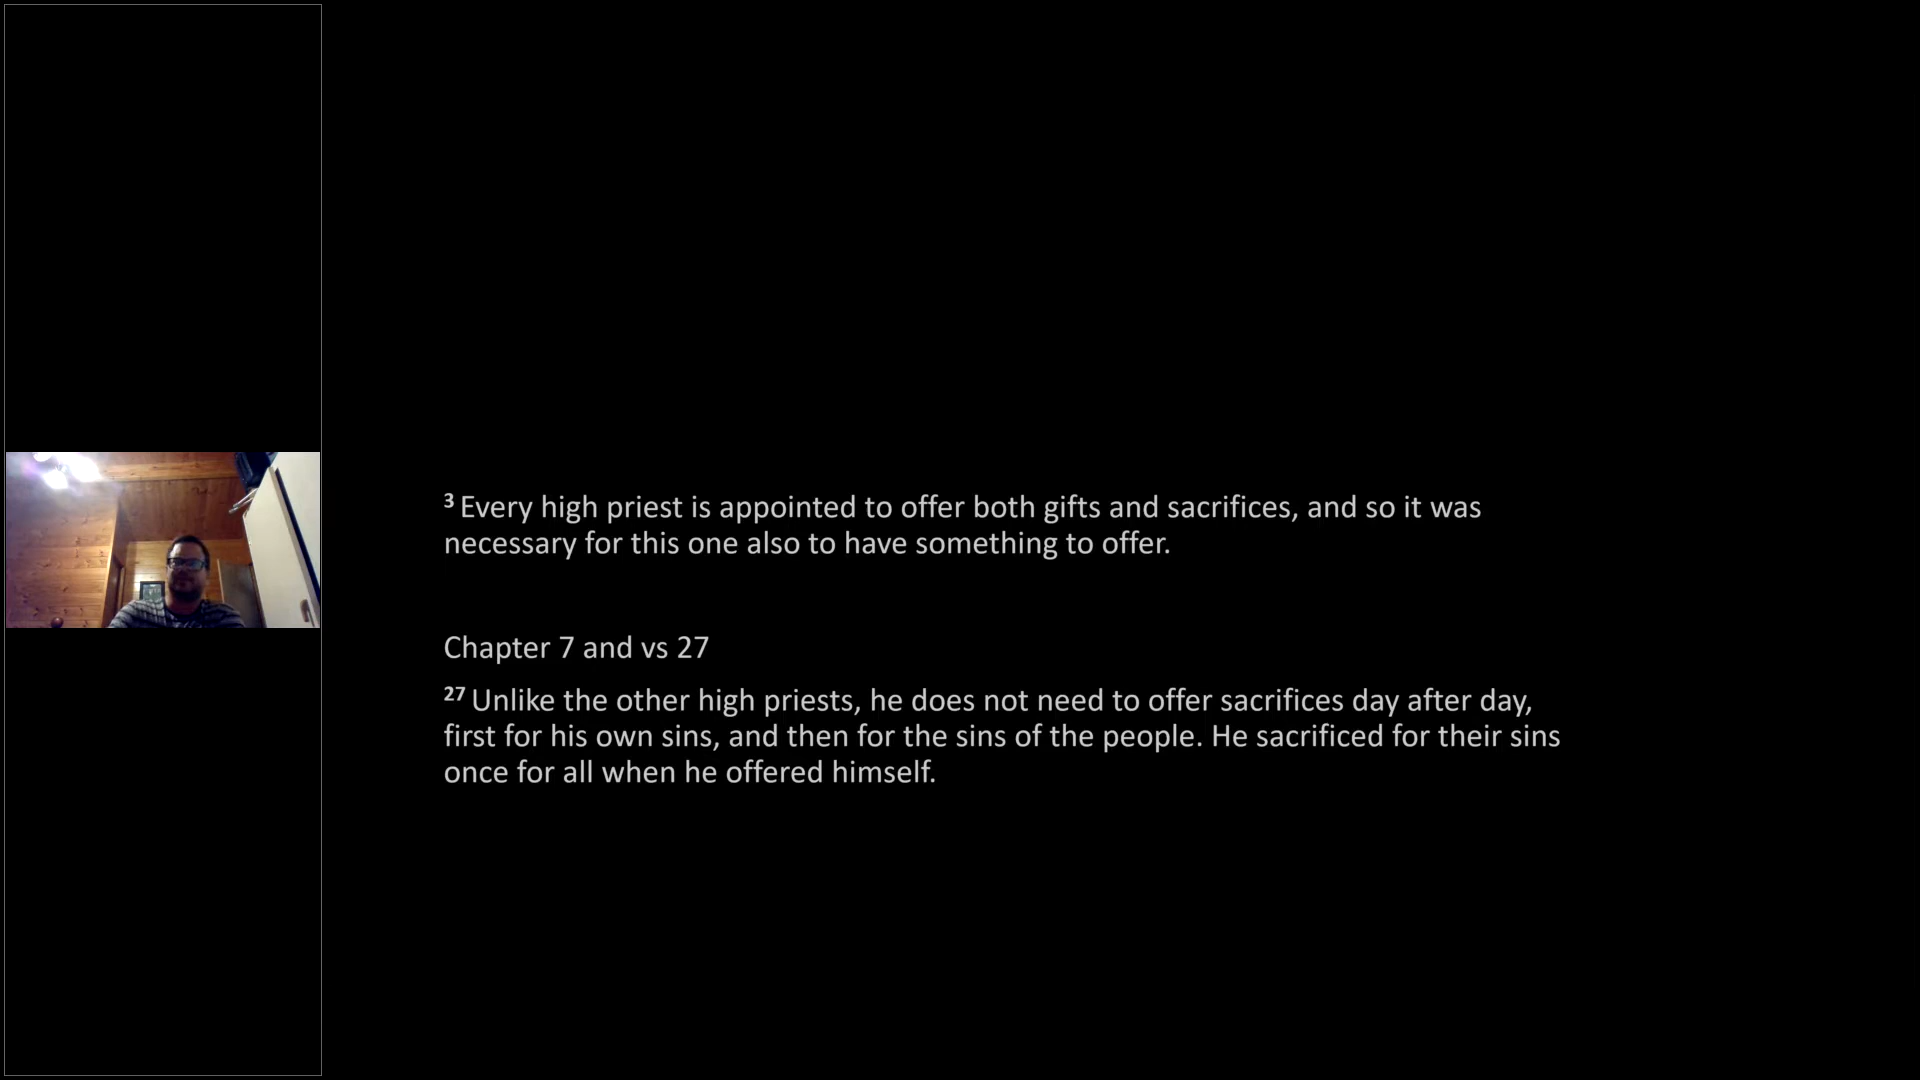 3 Every high priest is appointed to offer both gifts and sacrifices, and so it was
necessary for this one also to have something to offer.
Chapter 7 and vs 27
27 Unlike the other high priests, he does not need to offer sacrifices day after day,
first for his own sins, and then for the sins of the people. He sacrificed for their sins
once for all when he offered himself.